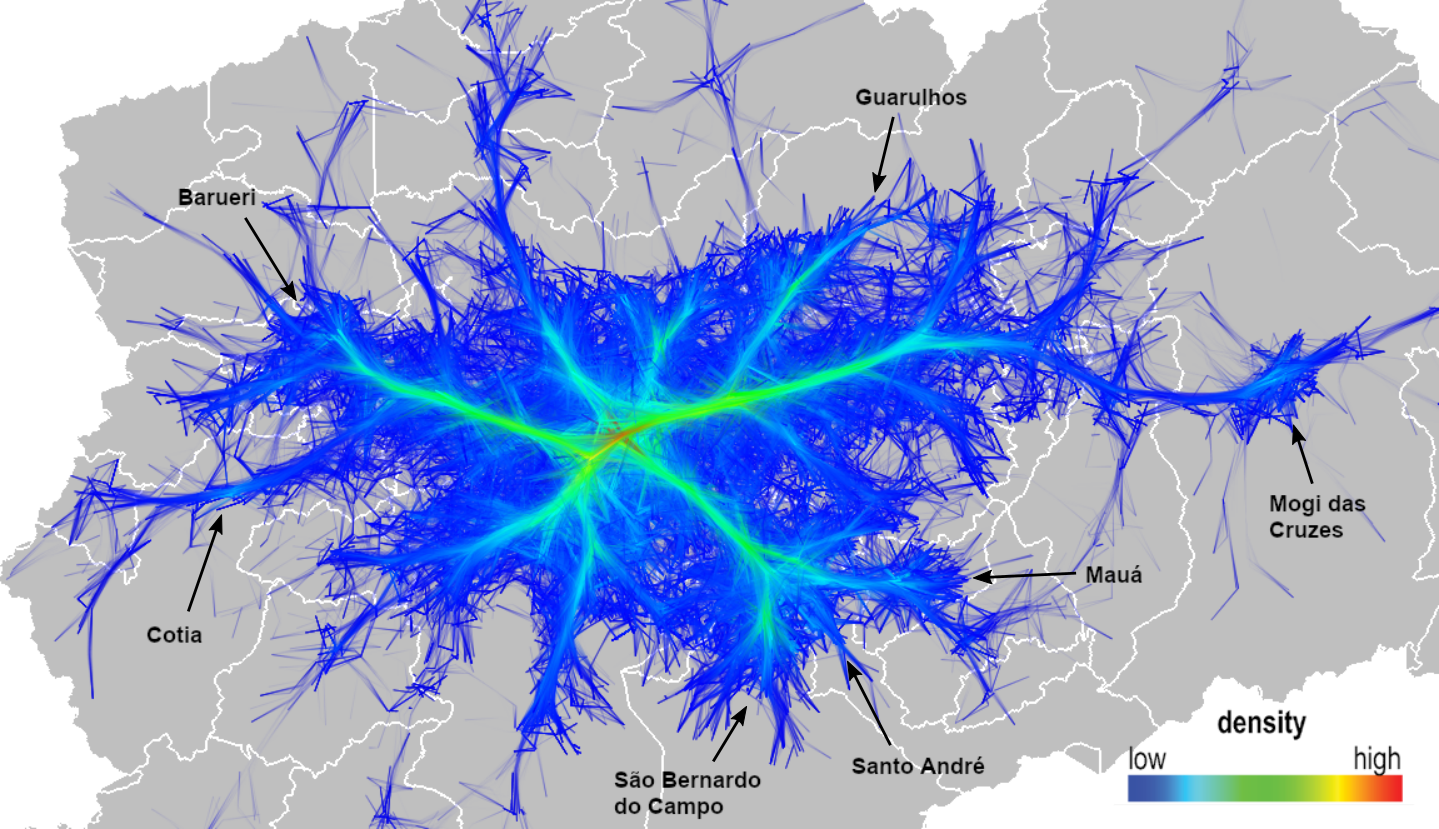 Guarulhos
Barueri
Mogi das
Cruzes
Mauá
Cotia
São Bernardo
do Campo
Santo André
density
low high